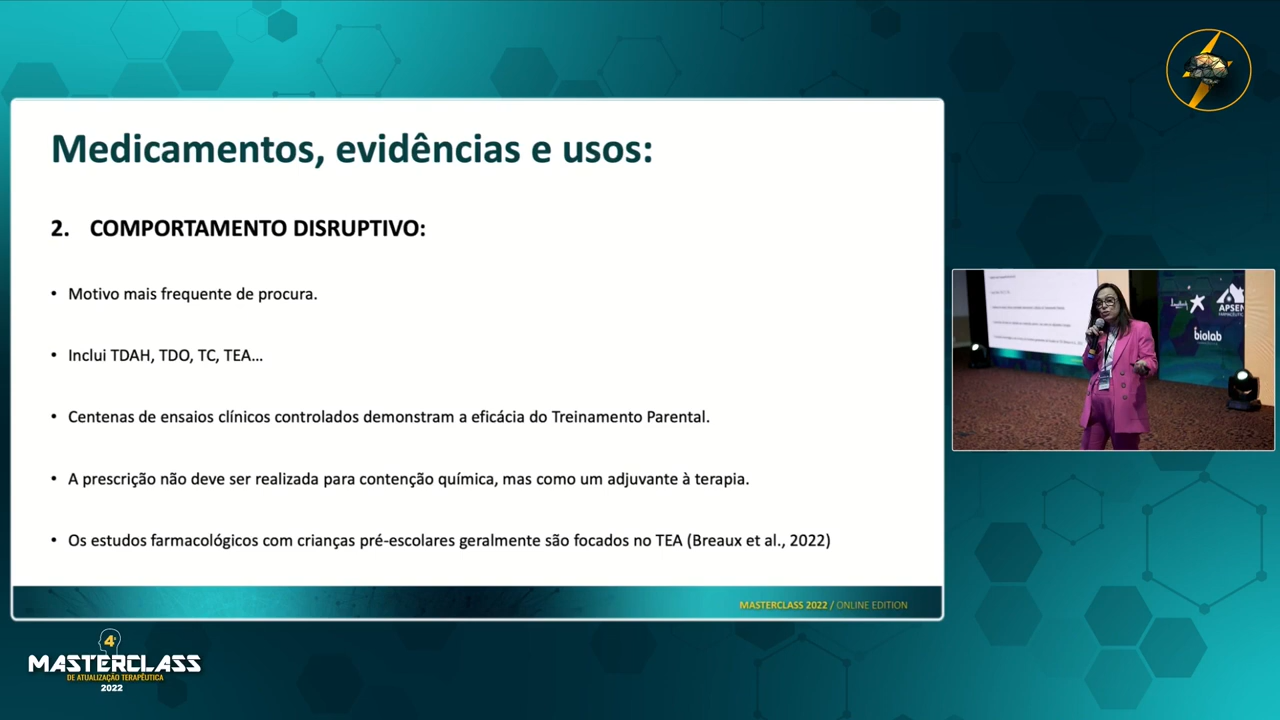 Medicamentos, evidências e usos:
2. COMPORTAMENTO DISRUPTIVO:
• Motivo mais frequente de procura.
• Inclui TDAH, TDO, TC, TEA...
• Centenas de ensaios clínicos controlados demonstram a eficácia do Treinamento Parental.
• A prescrição não deve ser realizada para contenção química, mas como um adjuvante à terapia.
• Os estudos farmacológicos com crianças pré-escolares geralmente são focados no TEA (Breaux et al., 2022)
MASTERCLASS 2022 / ONLINE EDITION
APSEN
biolab
4ª
MASTERCLASS
DE ATUALIZAÇÃO TERAPÊUTICA
2022